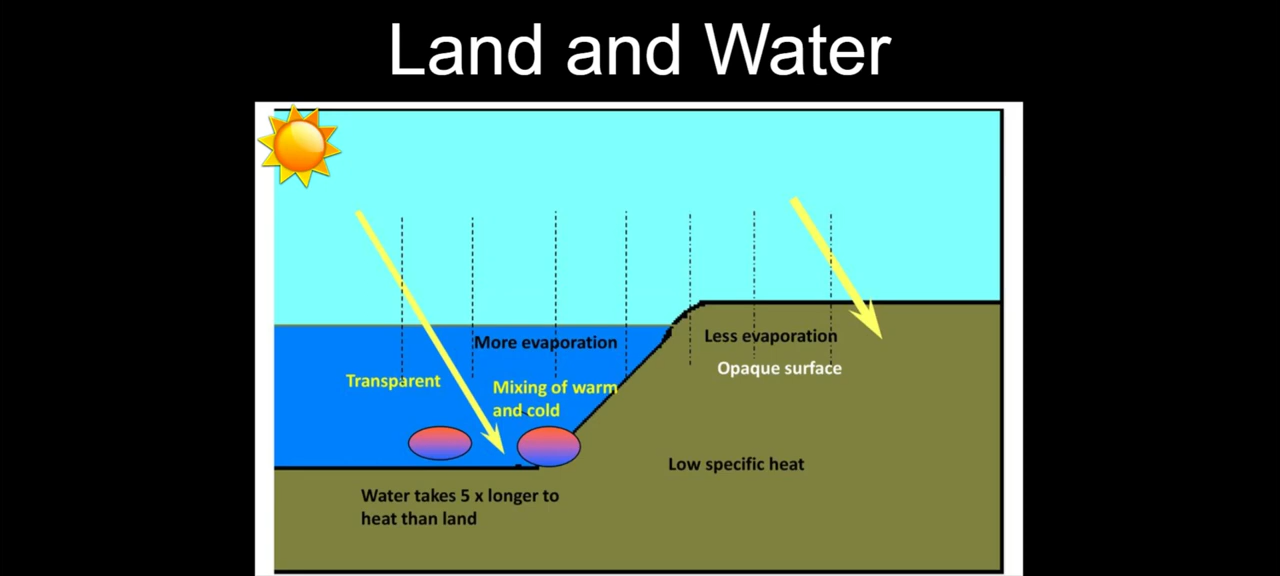 Land and Water
More evaporation
Less evaporation
Opaque surface
Transparent
Mixing of warm
and cold
Low specific heat
Water takes 5 x longer to
heat than land